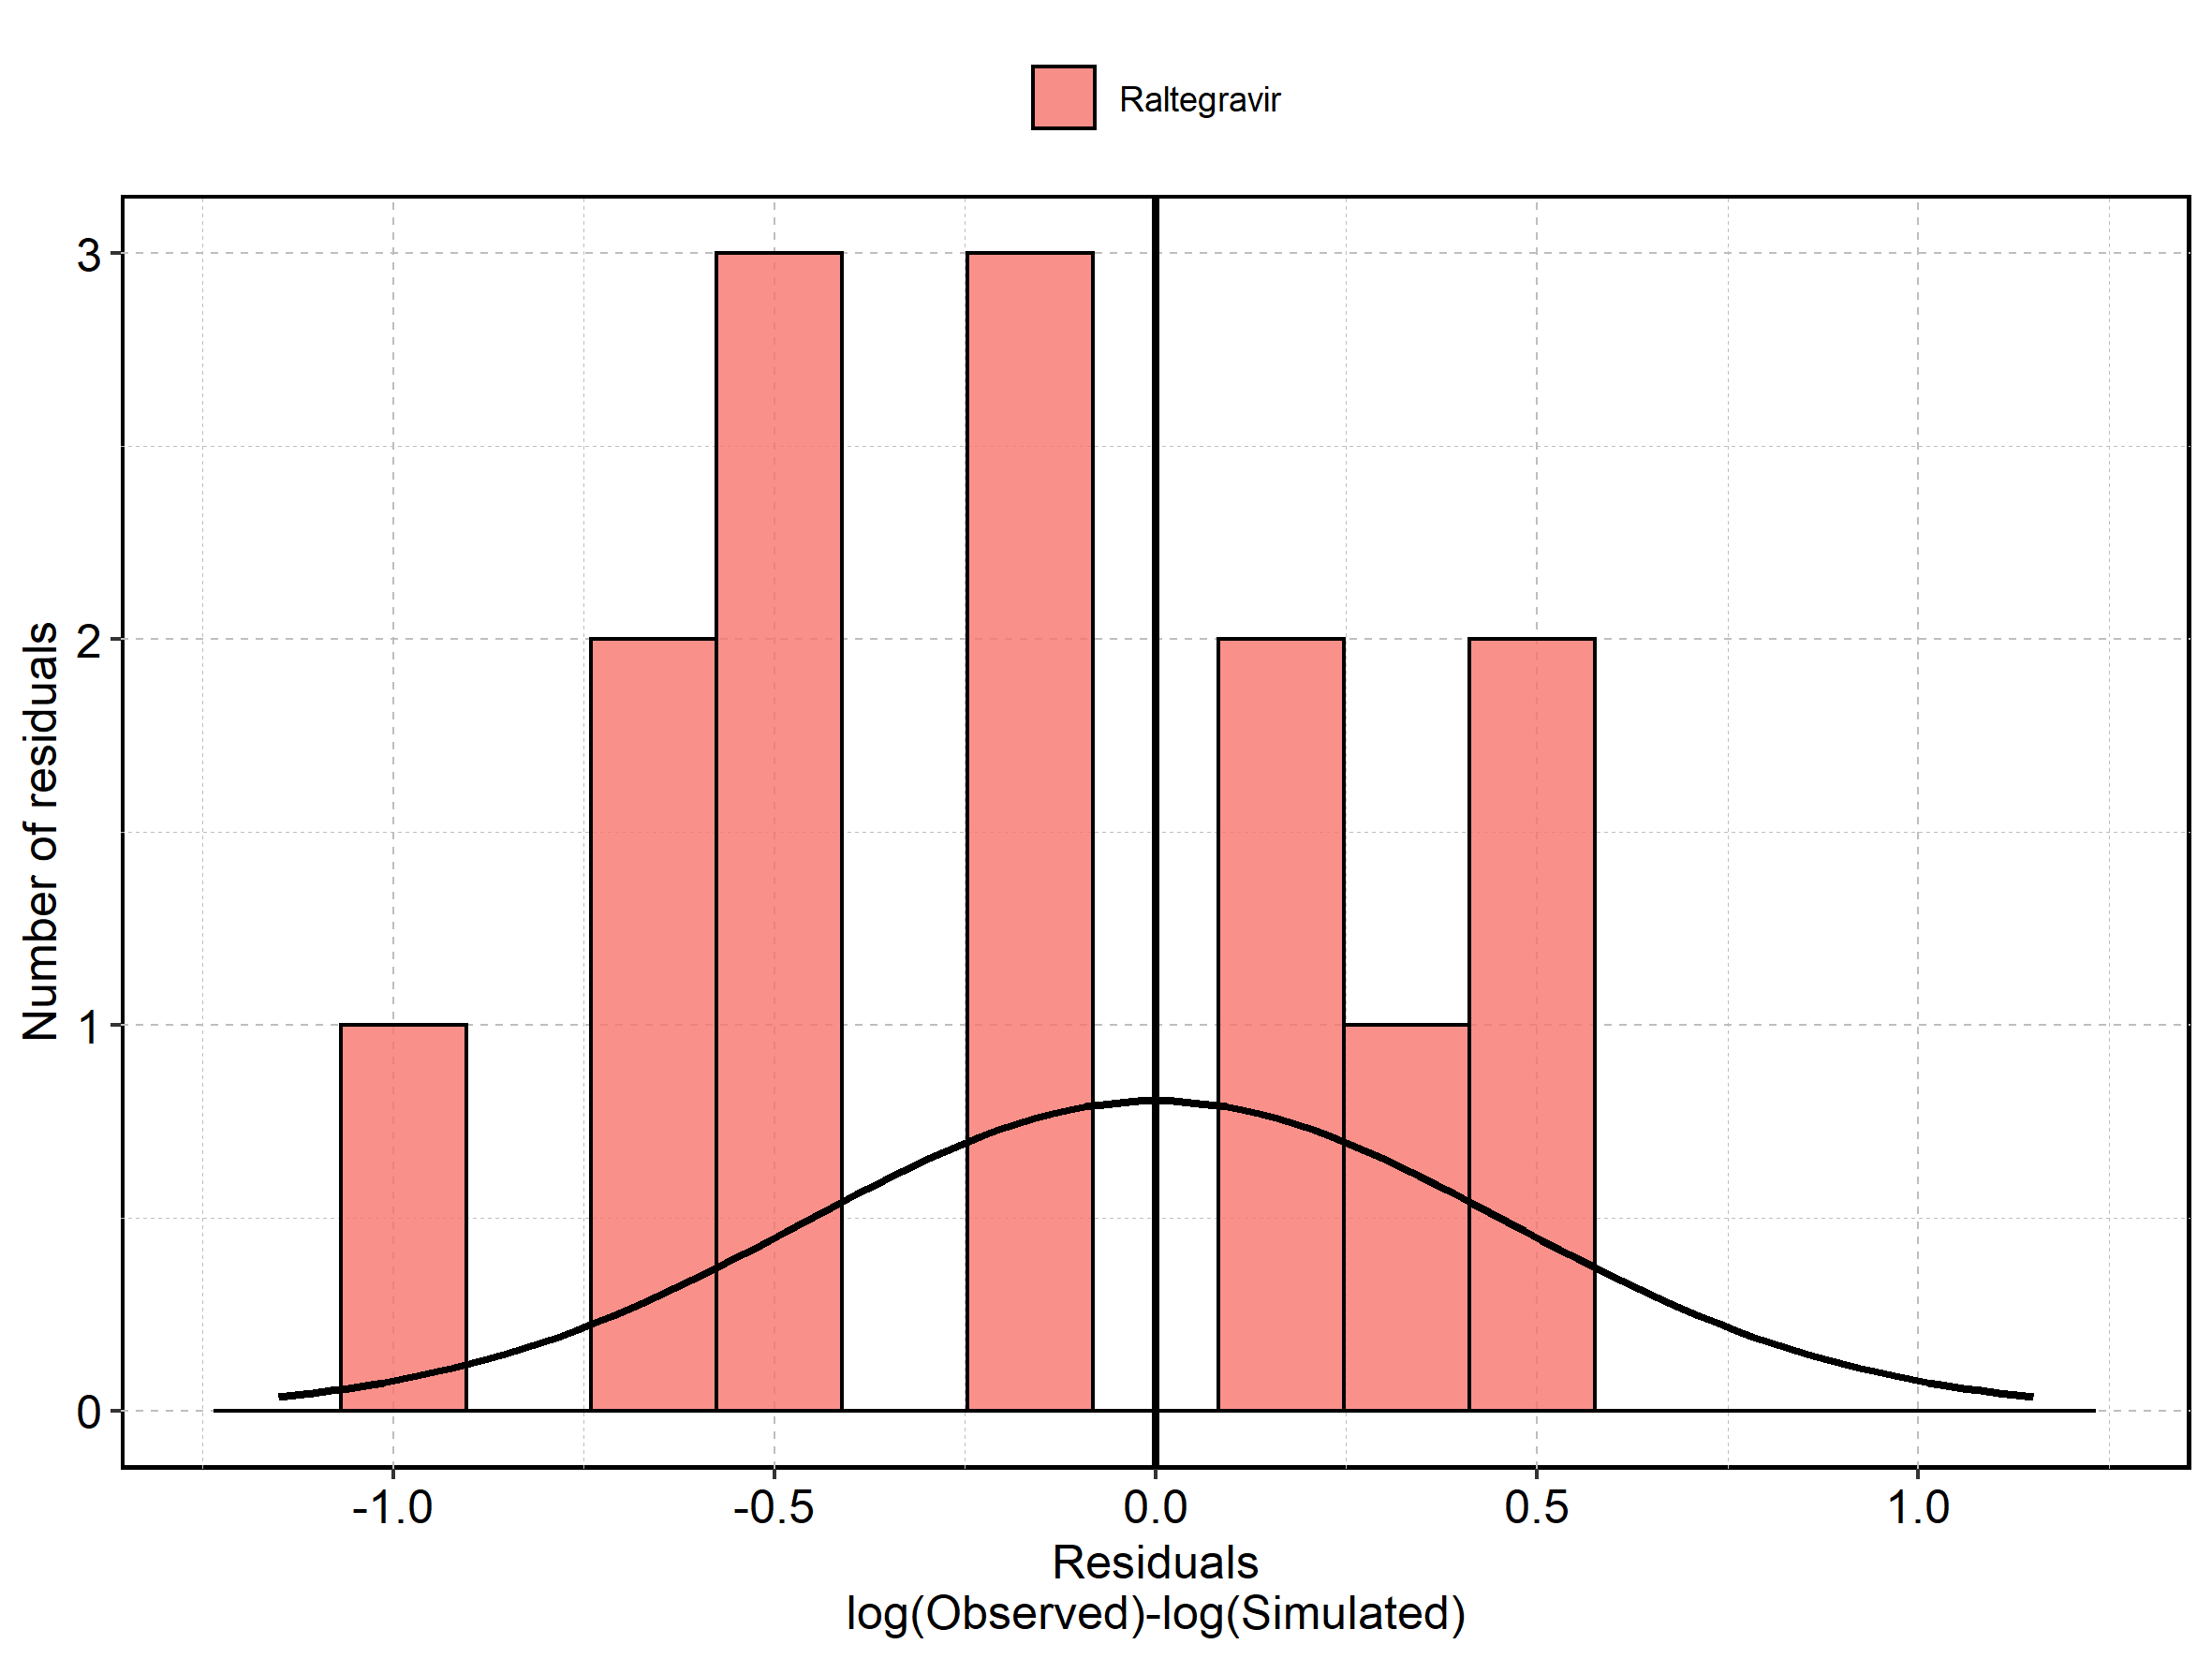 Raltegravir
Number of residuals
3
2
1
0
-1.0
-0.5
0.0
0.5
1.0
Residuals
log(Observed)-log(Simulated)